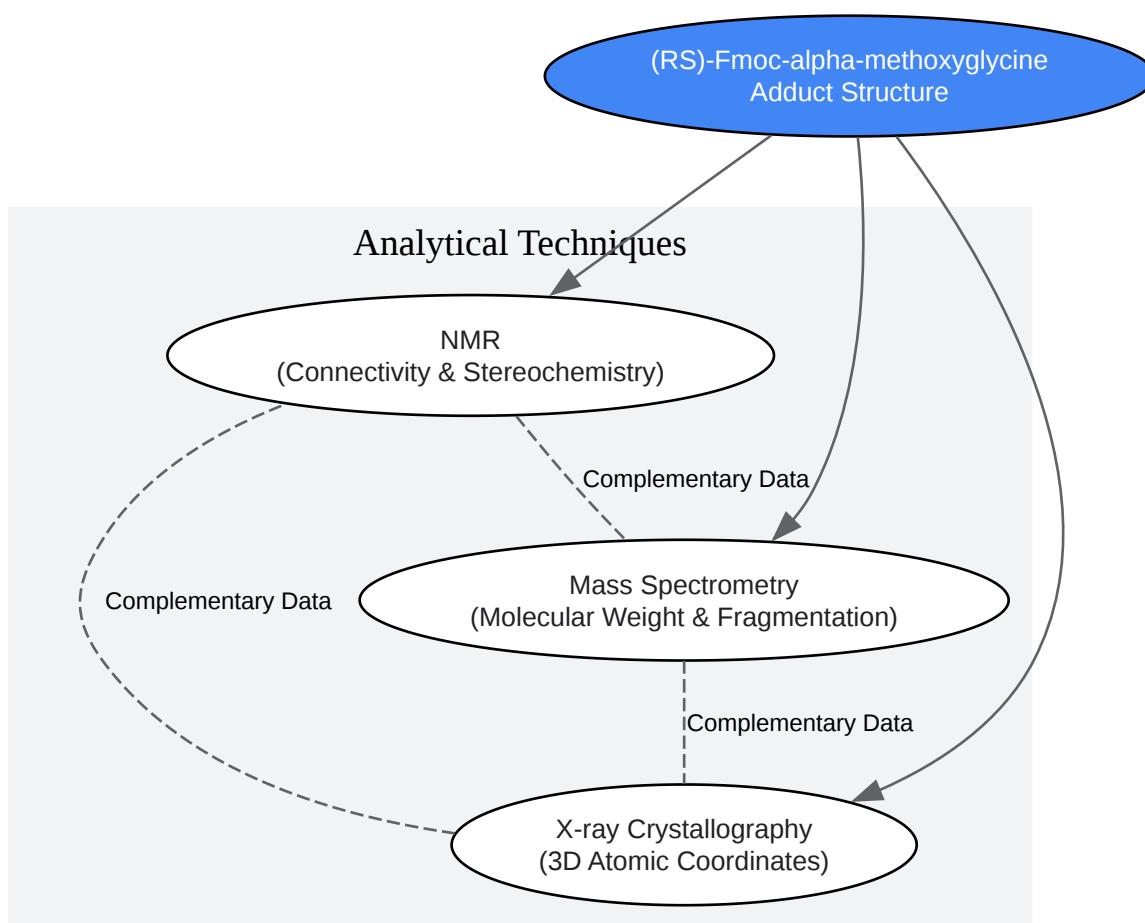 (RS)-Fmoc-alpha-methoxyglycine
Adduct Structure
Analytical Techniques
NMR
(Connectivity & Stereochemistry)
Complementary Data
Mass Spectrometry
(Molecular Weight & Fragmentation)
Complementary Data
Complementary Data
X-ray Crystallography
(3D Atomic Coordinates)